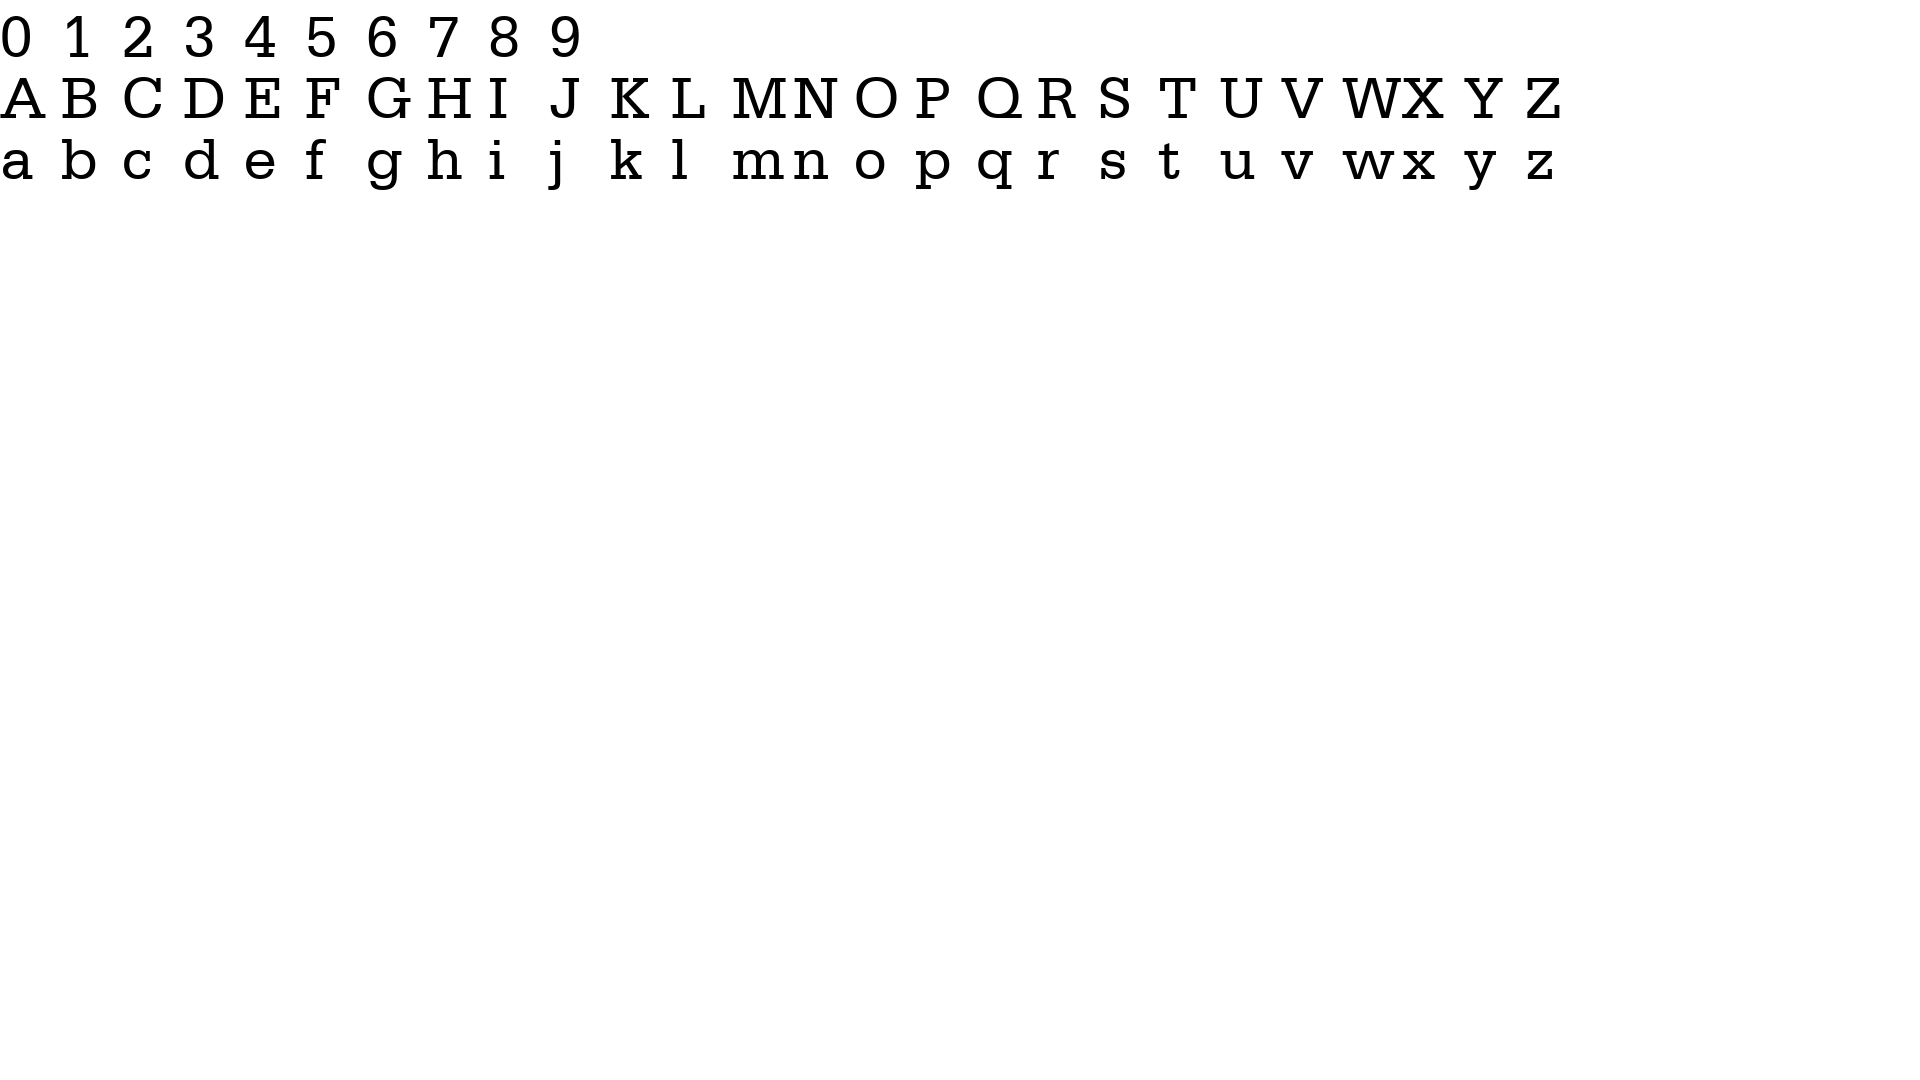 0 1 2 3 4 5 6 7 8 9
A B C D E F G H I J K L M N O P Q R S T U V W X Y Z
a b c d e f g h i j k l m n o p q r s t u v w x y z